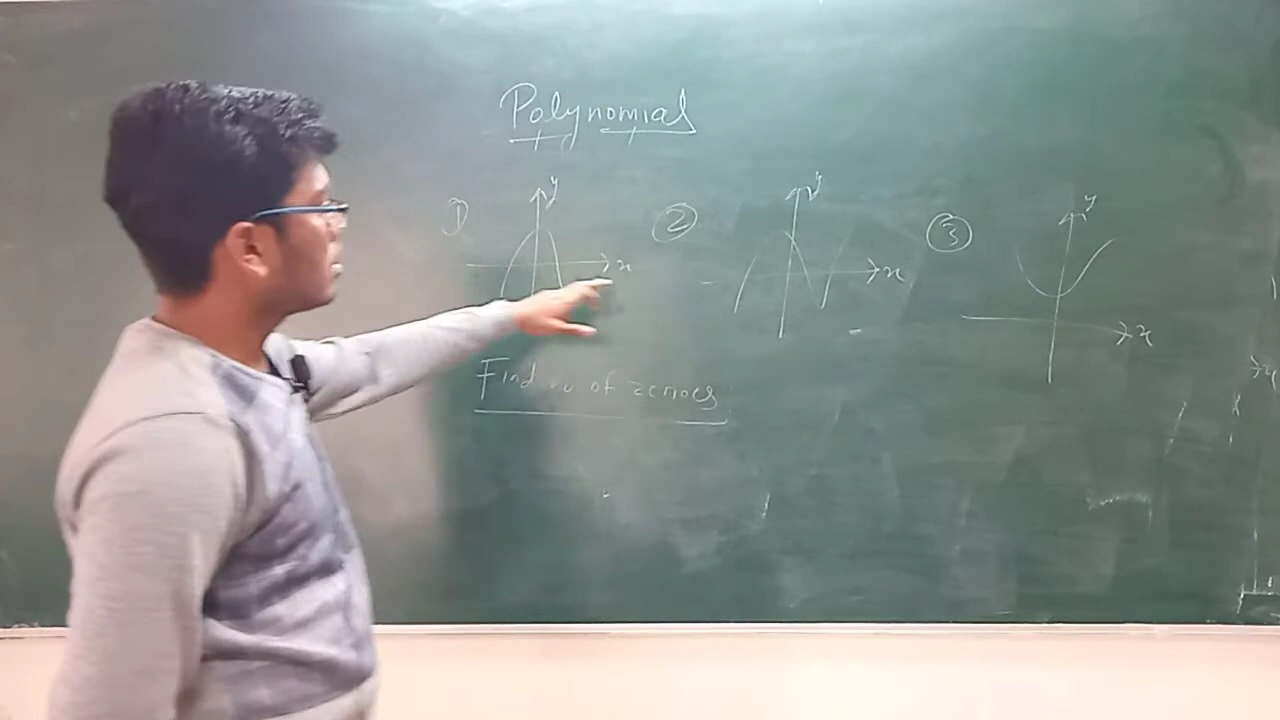 Polynomial
① y x ② y x ③ y x
Find no of zeroes